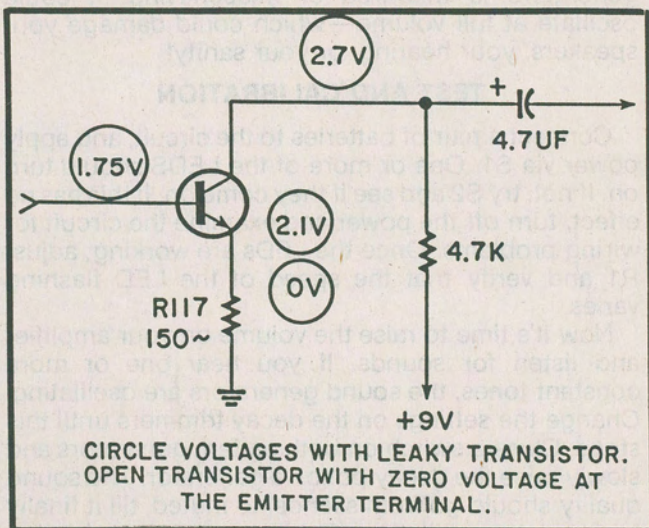 2.7V
+
4.7UF
1.75V
2.1V
0V
4.7K
R117
150~
+9V
CIRCLE VOLTAGES WITH LEAKY TRANSISTOR.
OPEN TRANSISTOR WITH ZERO VOLTAGE AT
THE EMITTER TERMINAL.